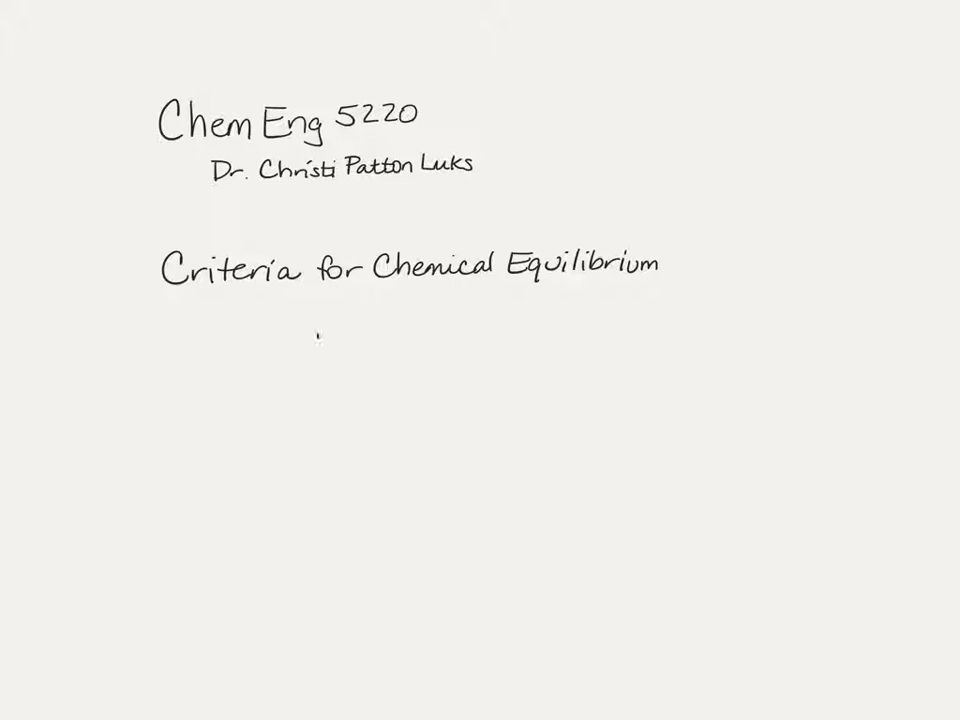 Chem Eng 5220
Dr. Christi Patton Luks
Criteria for Chemical Equilibrium